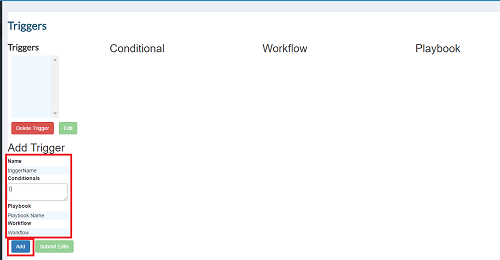 Triggers
Triggers Conditional Workflow Playbook
Delete Trigger Edit
Add Trigger
Name
triggerName
Conditionals
{}
Playbook
Playbook Name
Workflow
Workflow
Add Submit Edits